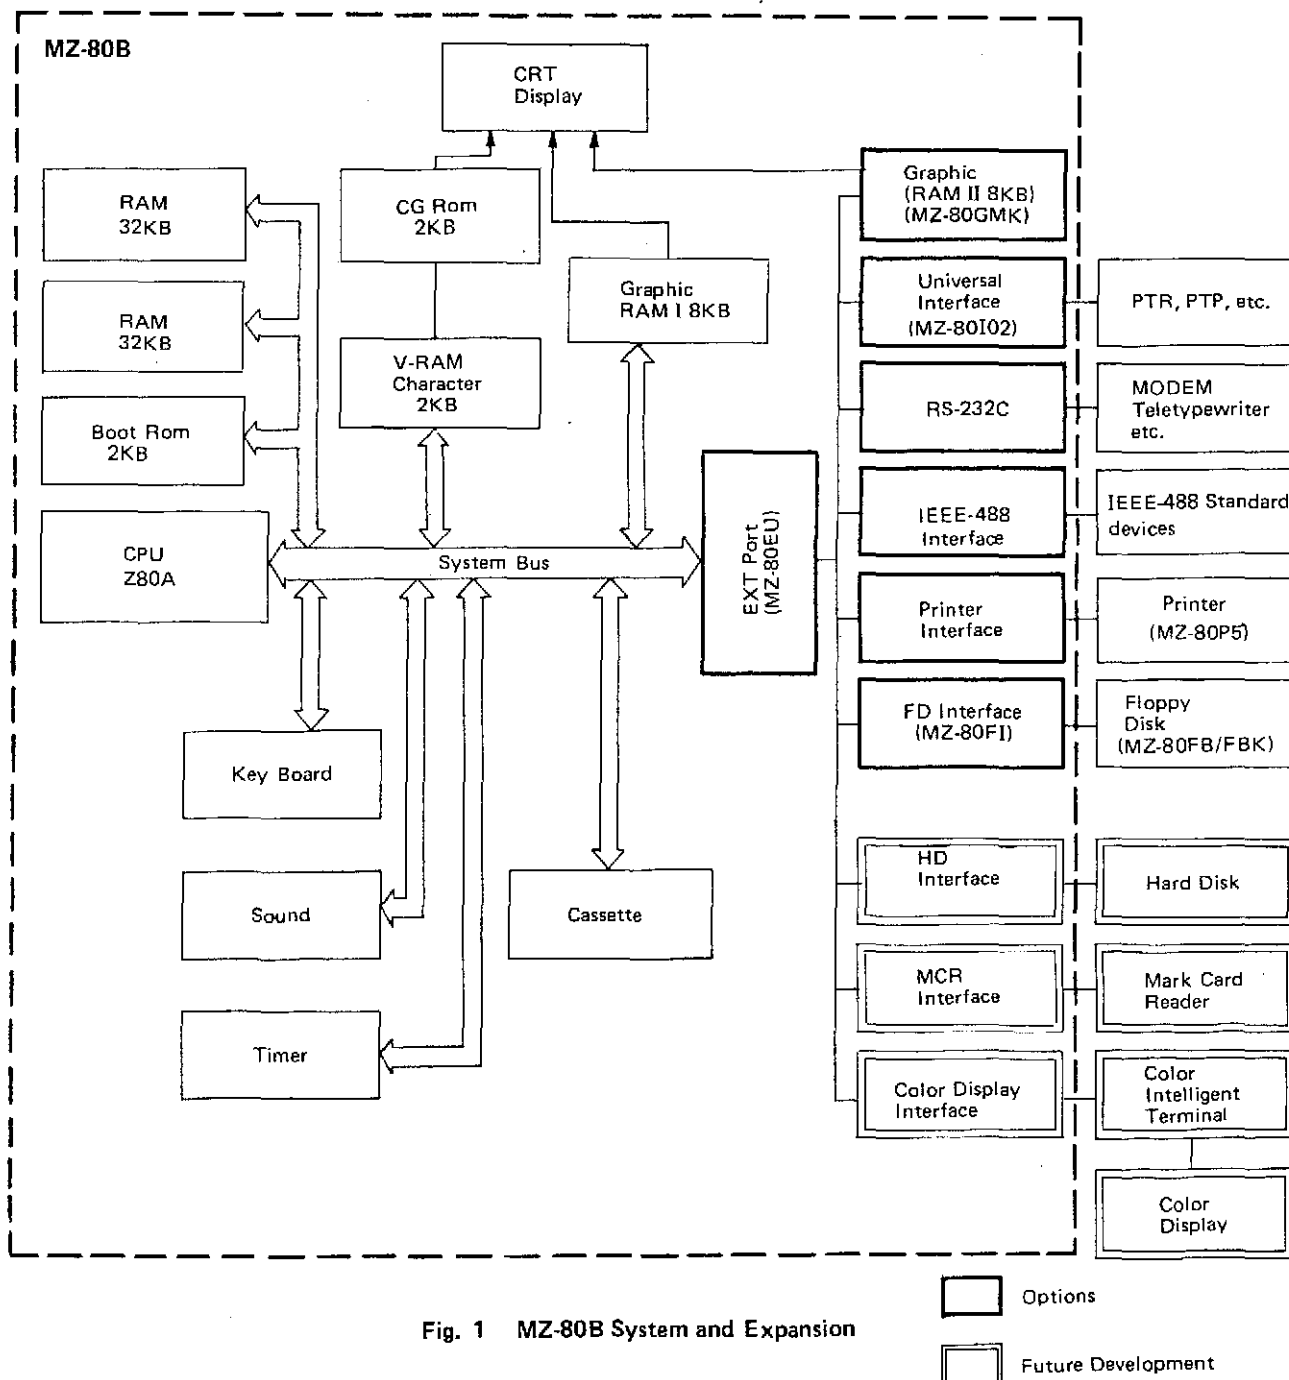 MZ-80B
CRT
Display
RAM
32KB
CG Rom
2KB
Graphic
(RAM II 8KB)
(MZ-80GMK)
RAM
32KB
Graphic
RAM I 8KB
Universal
Interface
(MZ-80I02)
PTR, PTP, etc.
V-RAM
Character
2KB
RS-232C
MODEM
Teletypewriter
etc.
Boot Rom
2KB
CPU
Z80A
System Bus
EXT Port
(MZ-80EU)
IEEE-488
Interface
IEEE-488 Standard
devices
Printer
Interface
Printer
(MZ-80P5)
FD Interface
(MZ-80FI)
Floppy
Disk
(MZ-80FB/FBK)
Key Board
Sound
Cassette
HD
Interface
Hard Disk
MCR
Interface
Mark Card
Reader
Timer
Color Display
Interface
Color
Intelligent
Terminal
Color
Display
Options
Fig. 1 MZ-80B System and Expansion
Future Development